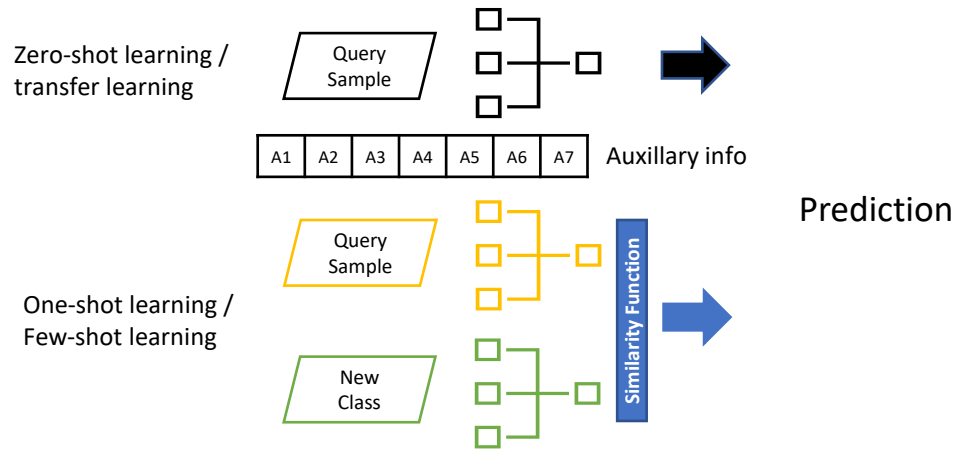 Zero-shot learning /
transfer learning
Query
Sample
A1 A2 A3 A4 A5 A6 A7
Auxillary info
Prediction
One-shot learning /
Few-shot learning
Query
Sample
New
Class
Similarity Function